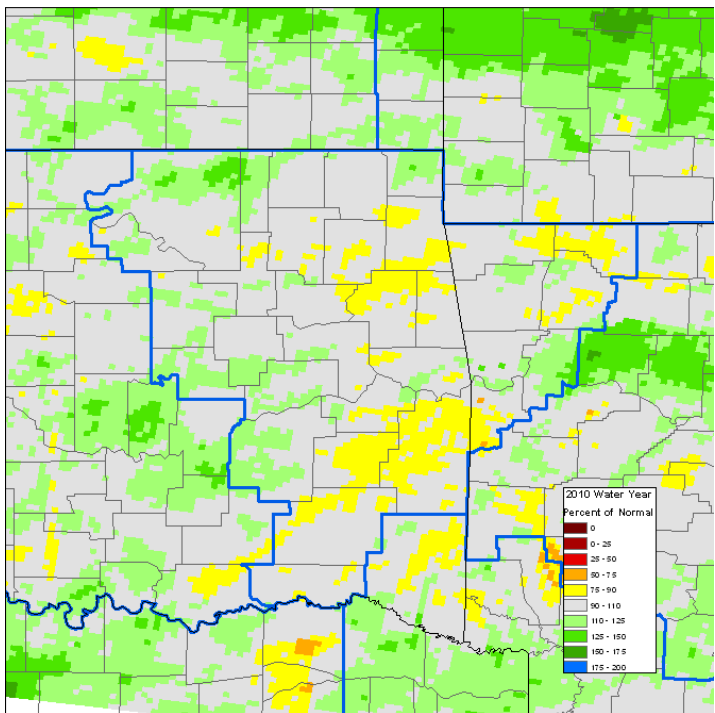 2010 Water Year
Percent of Normal
0
0 - 25
25 - 50
50 - 75
75 - 90
90 - 110
110 - 125
125 - 150
150 - 175
175 - 200